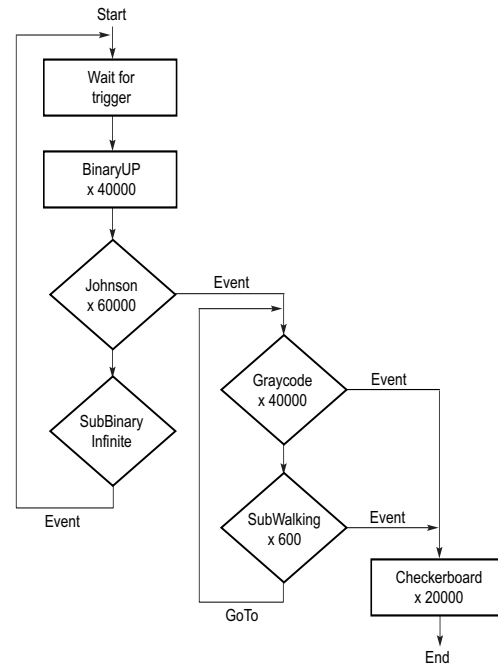 Start
Wait for
trigger
BinaryUP
x 40000
Johnson
x 60000
Event
SubBinary
Infinite
Event
Graycode
x 40000
Event
SubWalking
x 600
Event
GoTo
Checkerboard
x 20000
End